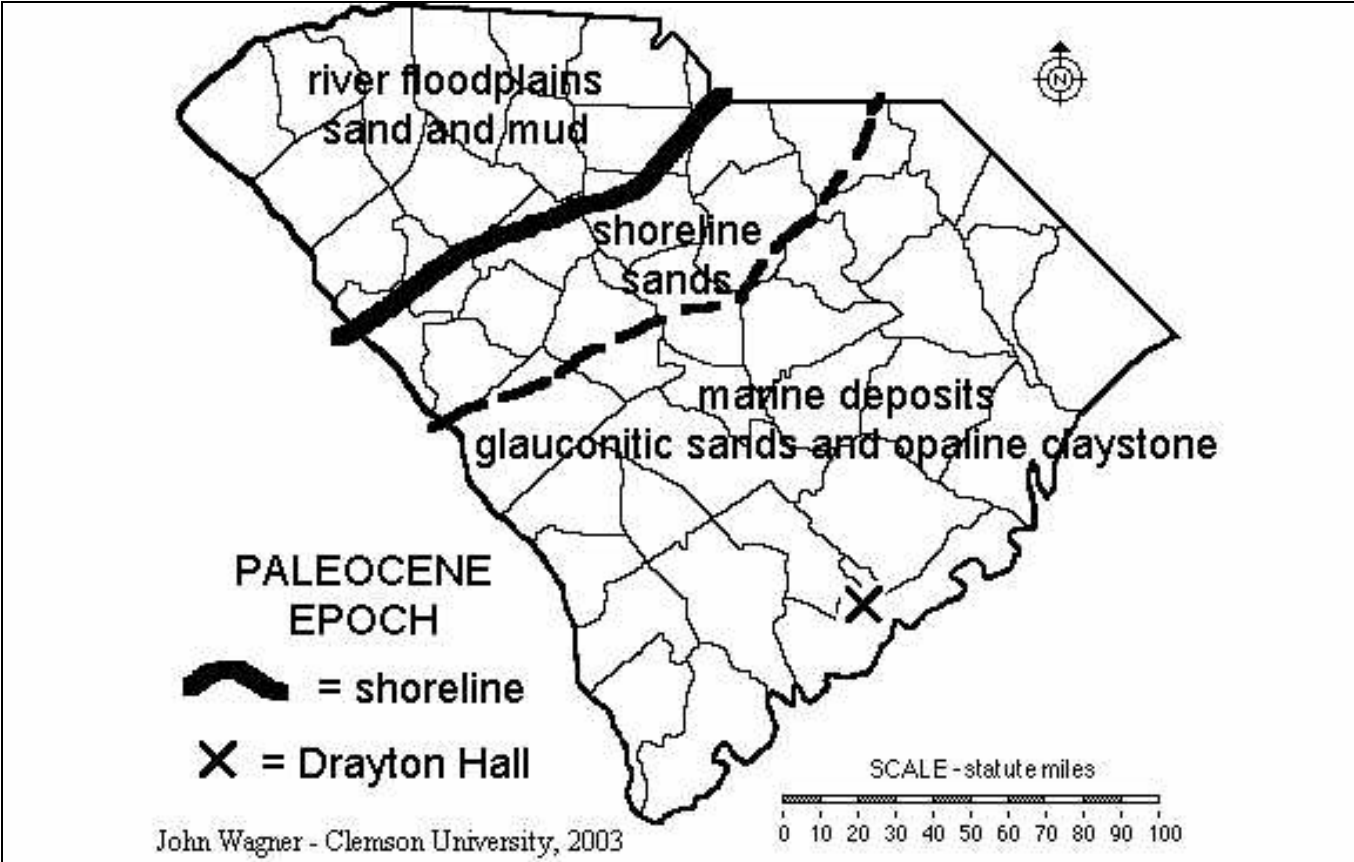 river floodplains
sand and mud
N
shoreline
sands
marine deposits
glauconitic sands and opaline claystone
PALEOCENE
EPOCH
= shoreline
= Drayton Hall
SCALE - statute miles
0 10 20 30 40 50 60 70 80 90 100
John Wagner - Clemson University, 2003